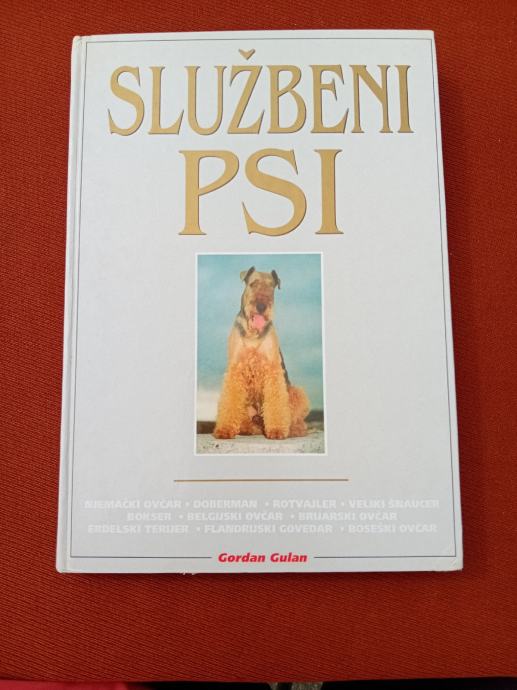 SLUŽBENI
PSI
NJEMAČKI OVČAR • DOBERMAN • ROTVAJLER • VELIKI ŠNAUCER
BOKSER • BELGIJSKI OVČAR • BRIJARSKI OVČAR
ERDELSKI TERIJER • FLANDRIJSKI GOVEDAR • BOSEŠKI OVČAR
Gordan Gulan